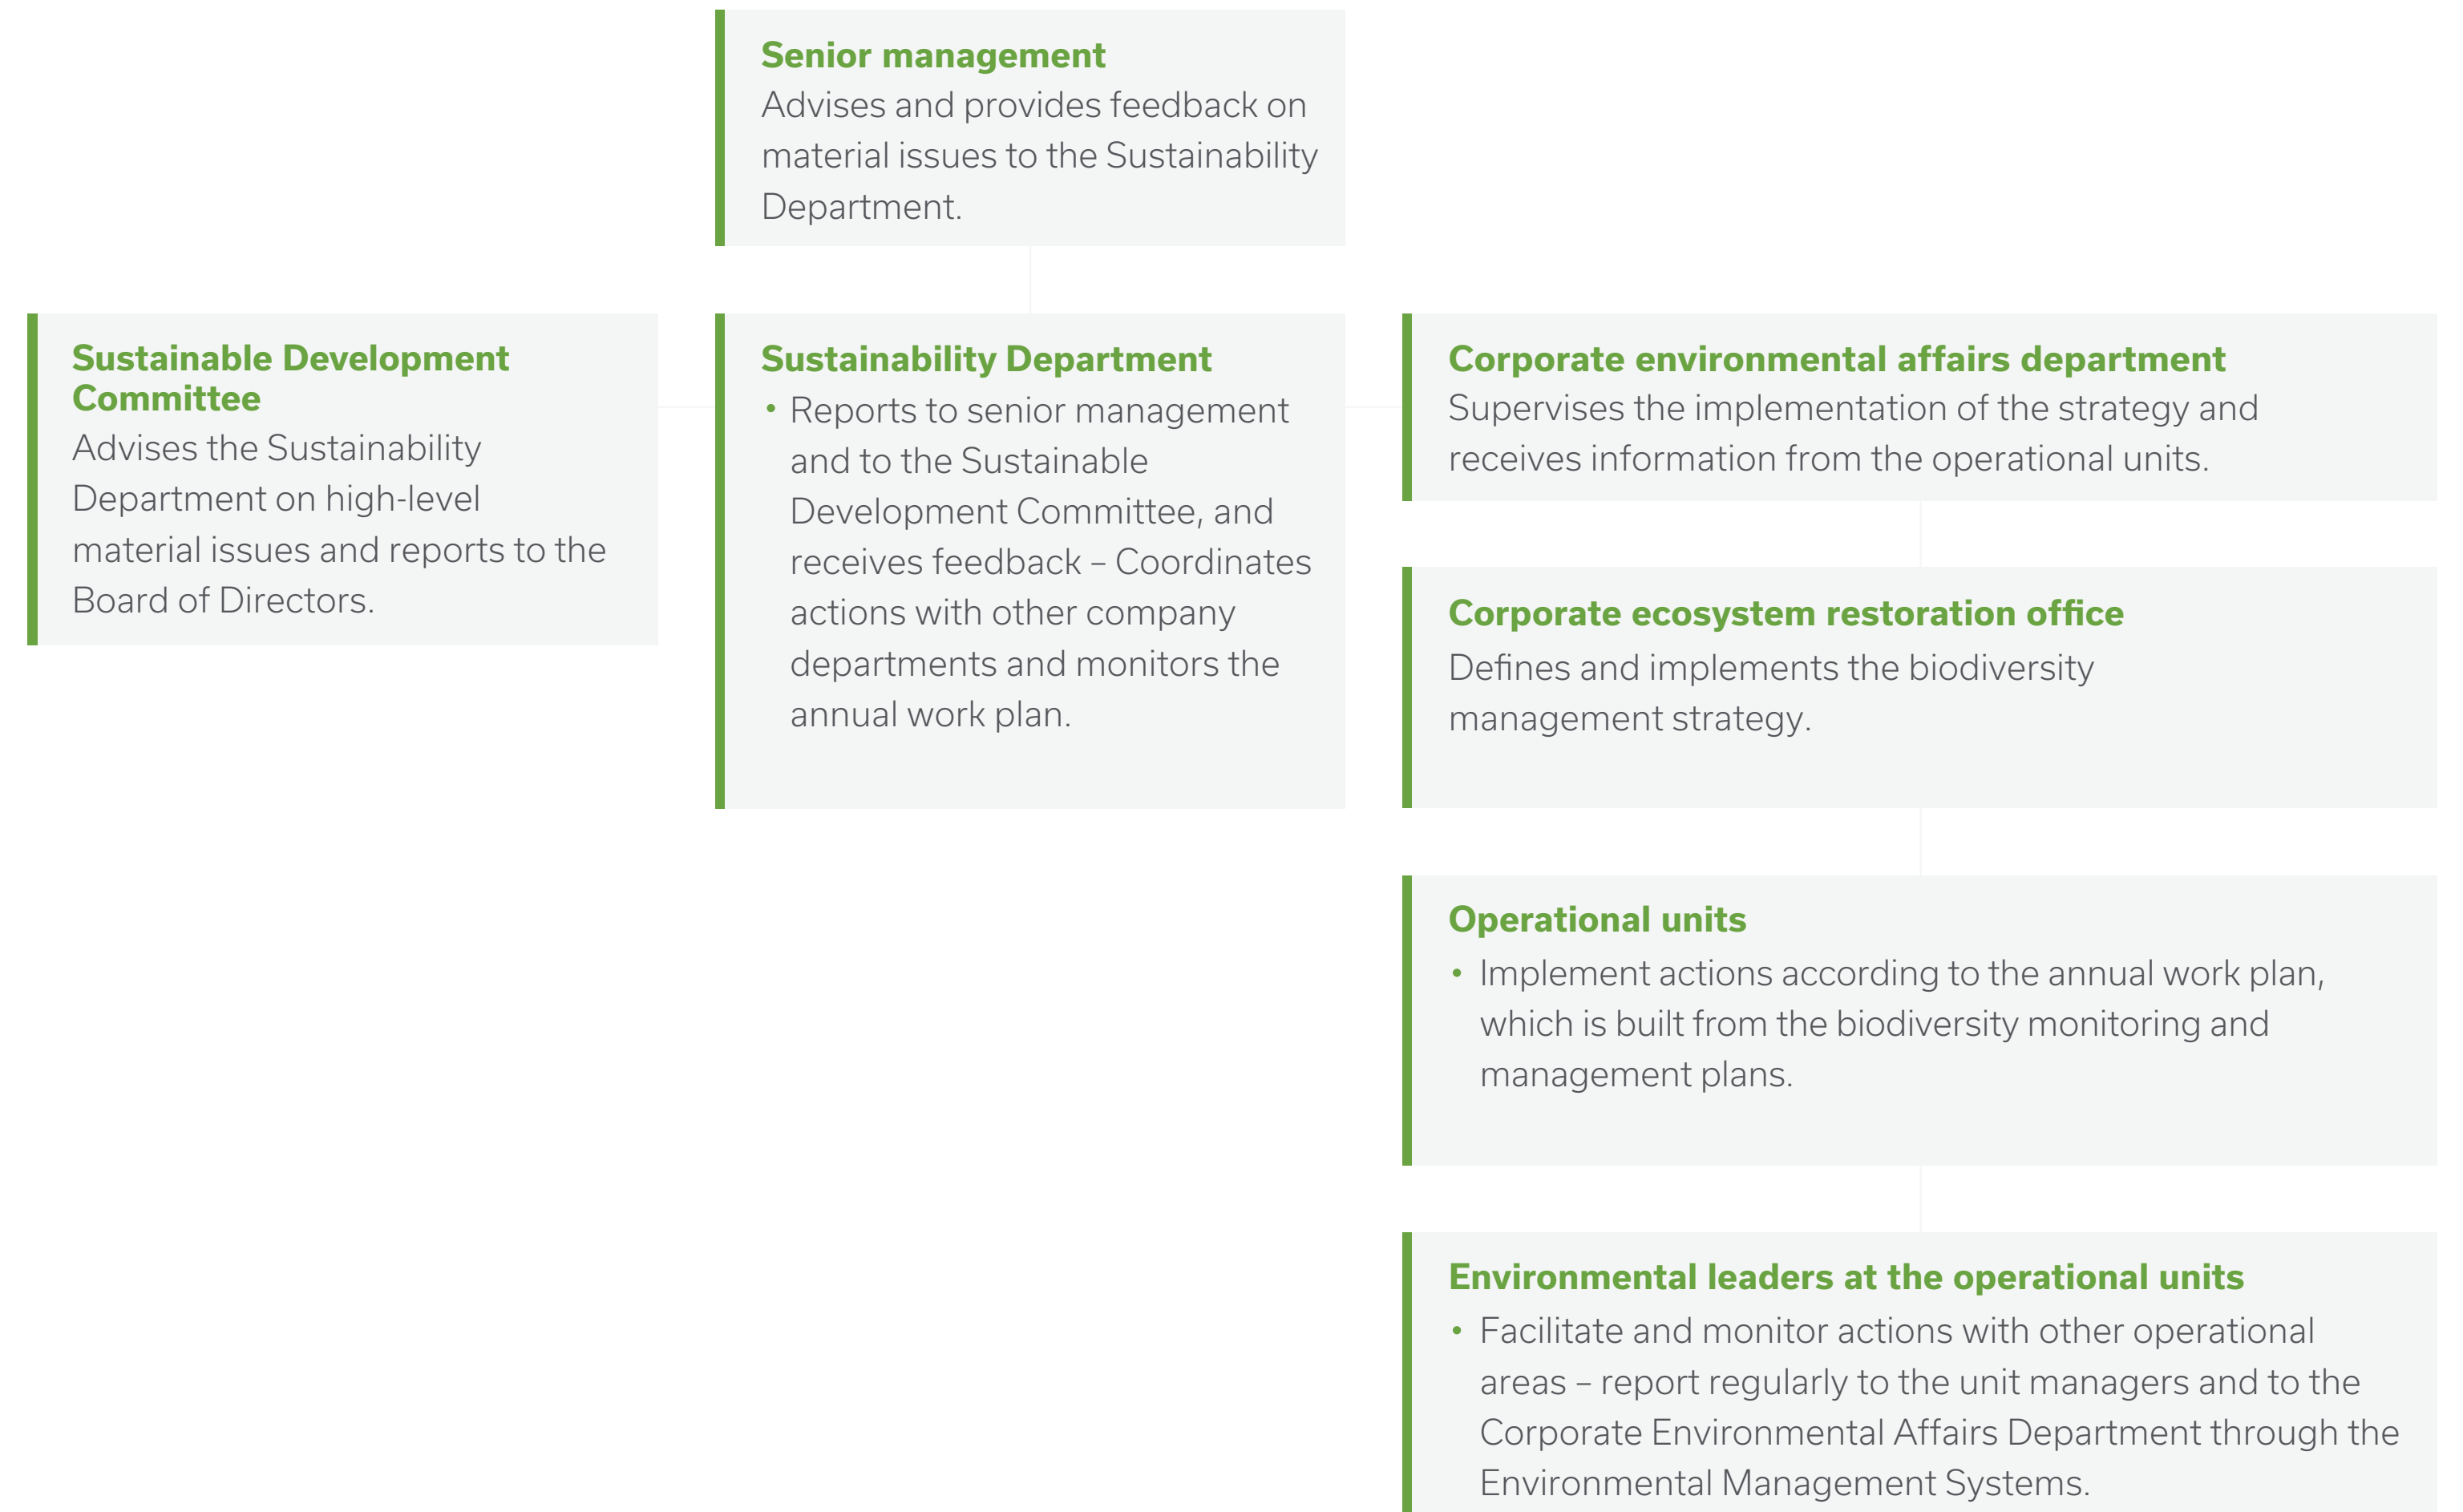 Senior management
Advises and provides feedback on
material issues to the Sustainability
Department.
Sustainable Development
Committee
Advises the Sustainability
Department on high-level
material issues and reports to the
Board of Directors.
Sustainability Department
• Reports to senior management
and to the Sustainable
Development Committee, and
receives feedback – Coordinates
actions with other company
departments and monitors the
annual work plan.
Corporate environmental affairs department
Supervises the implementation of the strategy and
receives information from the operational units.
Corporate ecosystem restoration office
Defines and implements the biodiversity
management strategy.
Operational units
• Implement actions according to the annual work plan,
which is built from the biodiversity monitoring and
management plans.
Environmental leaders at the operational units
• Facilitate and monitor actions with other operational
areas – report regularly to the unit managers and to the
Corporate Environmental Affairs Department through the
Environmental Management Systems.